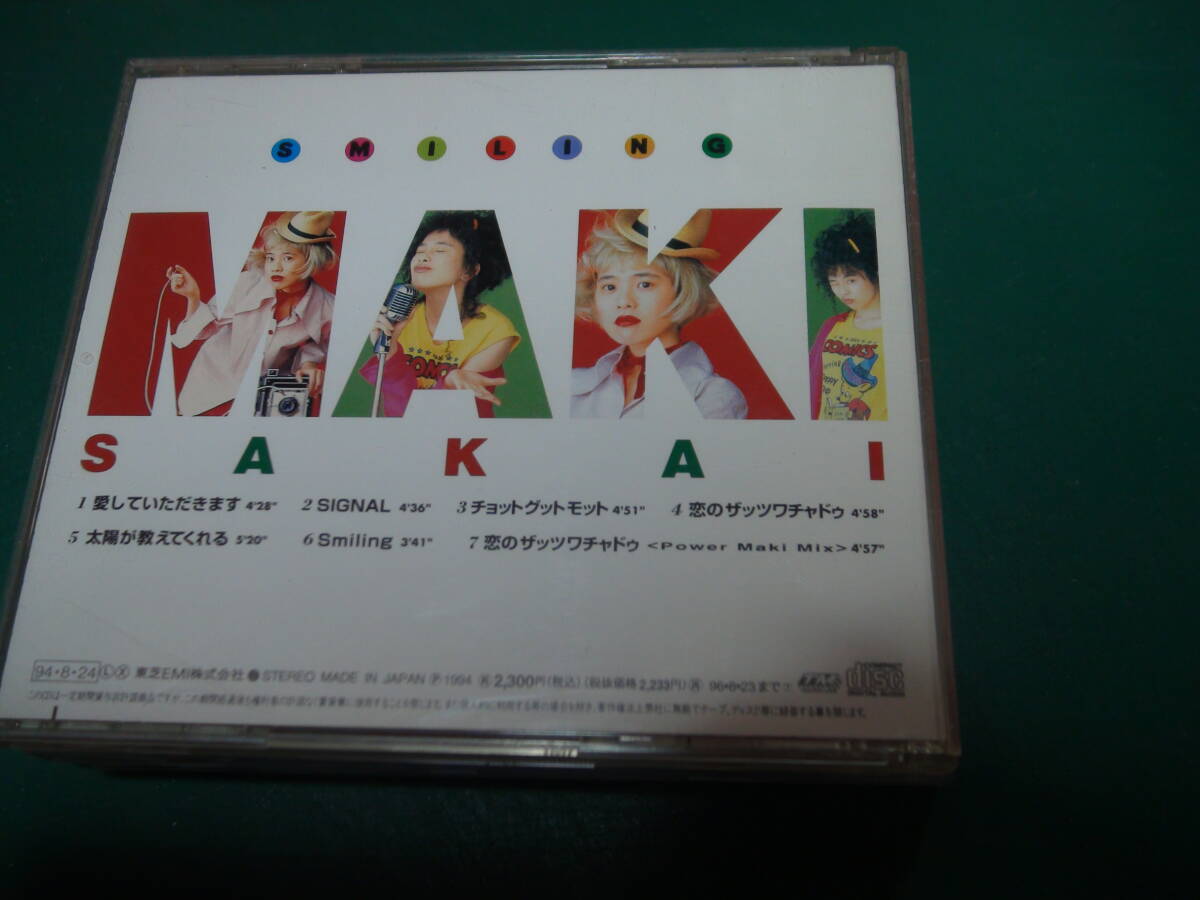 SMILING
MAKI
SAKAI
1 愛していただきます 4'28" 2 SIGNAL 4'36" 3 チョットグットモット 4'51" 4 恋のザッツワチャドゥ 4'58"
5 太陽が教えてくれる 5'20" 6 Smiling 3'41" 7 恋のザッツワチャドゥ <Power Maki Mix> 4'57"
94・8・24 Ⓛ Ⓧ 東芝EMI株式会社 STEREO MADE IN JAPAN Ⓟ1994 2,300円(税込)(税抜価格2,233円) 96・8・23まで
COMICS
disc